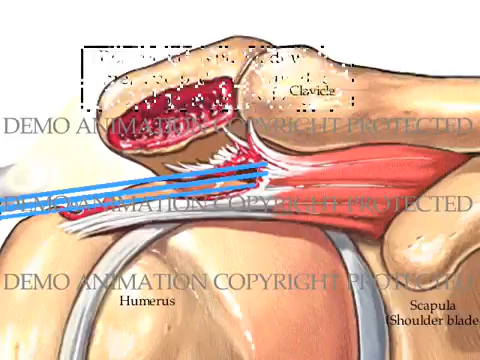 Clavicle
DEMO ANIMATION COPYRIGHT PROTECTED
DEMO ANIMATION COPYRIGHT PROTECTED
DEMO ANIMATION COPYRIGHT PROTECTED
Humerus
Scapula
(Shoulder blade